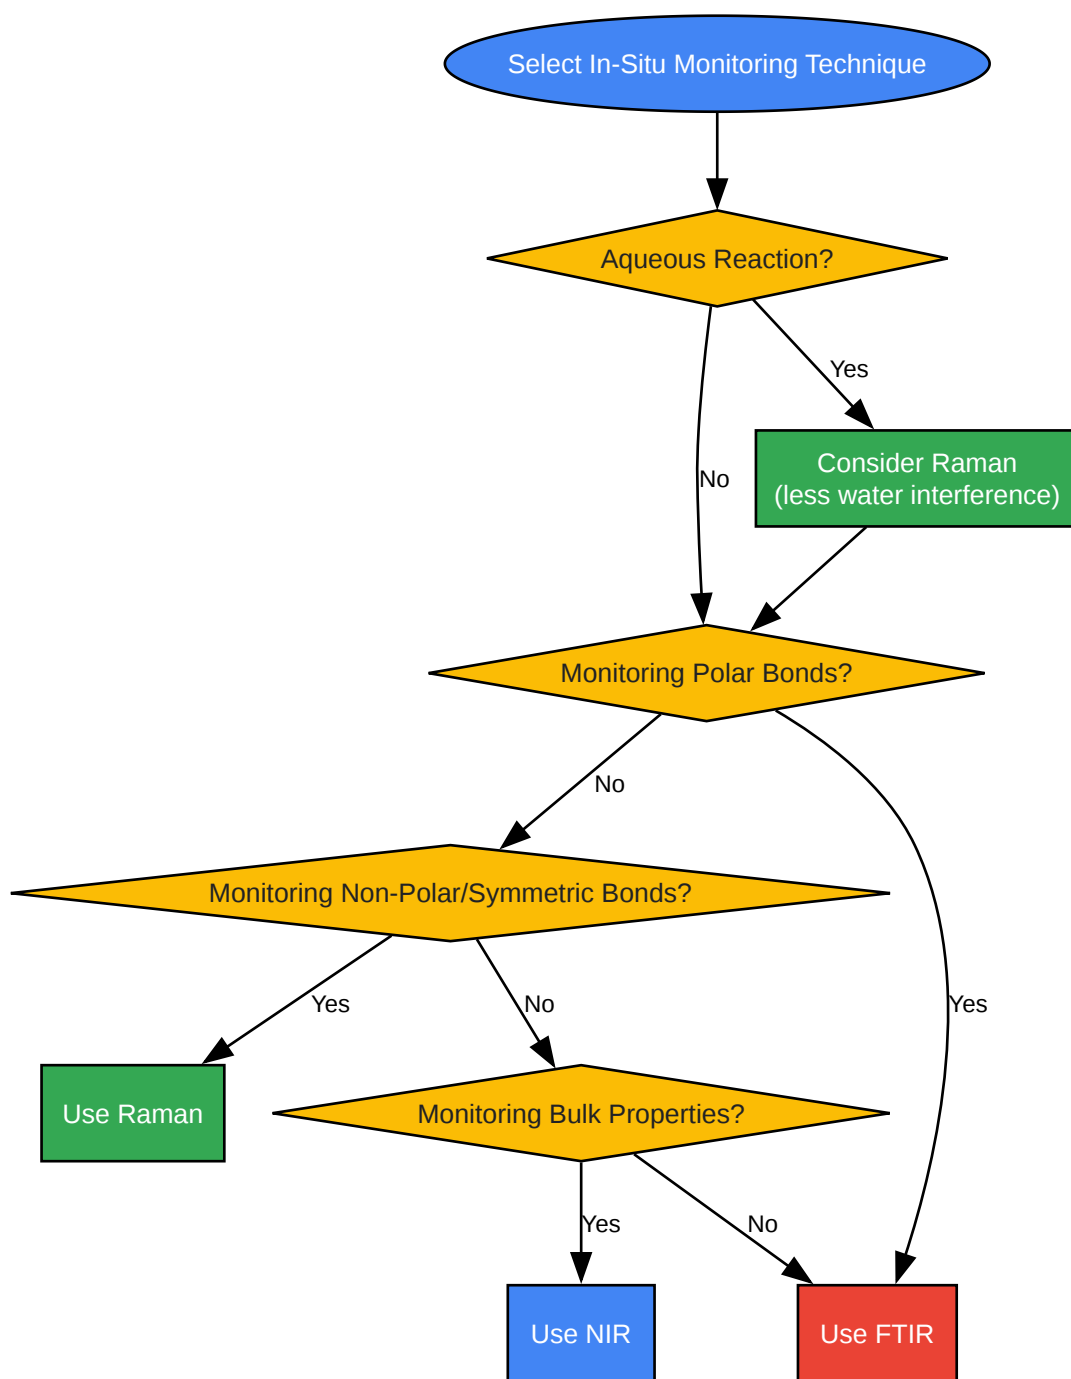 Select In-Situ Monitoring Technique
Aqueous Reaction?
Yes
No
Consider Raman
(less water interference)
Monitoring Polar Bonds?
No
Monitoring Non-Polar/Symmetric Bonds?
Yes
No
Yes
Use Raman
Monitoring Bulk Properties?
Yes
No
Use NIR
Use FTIR